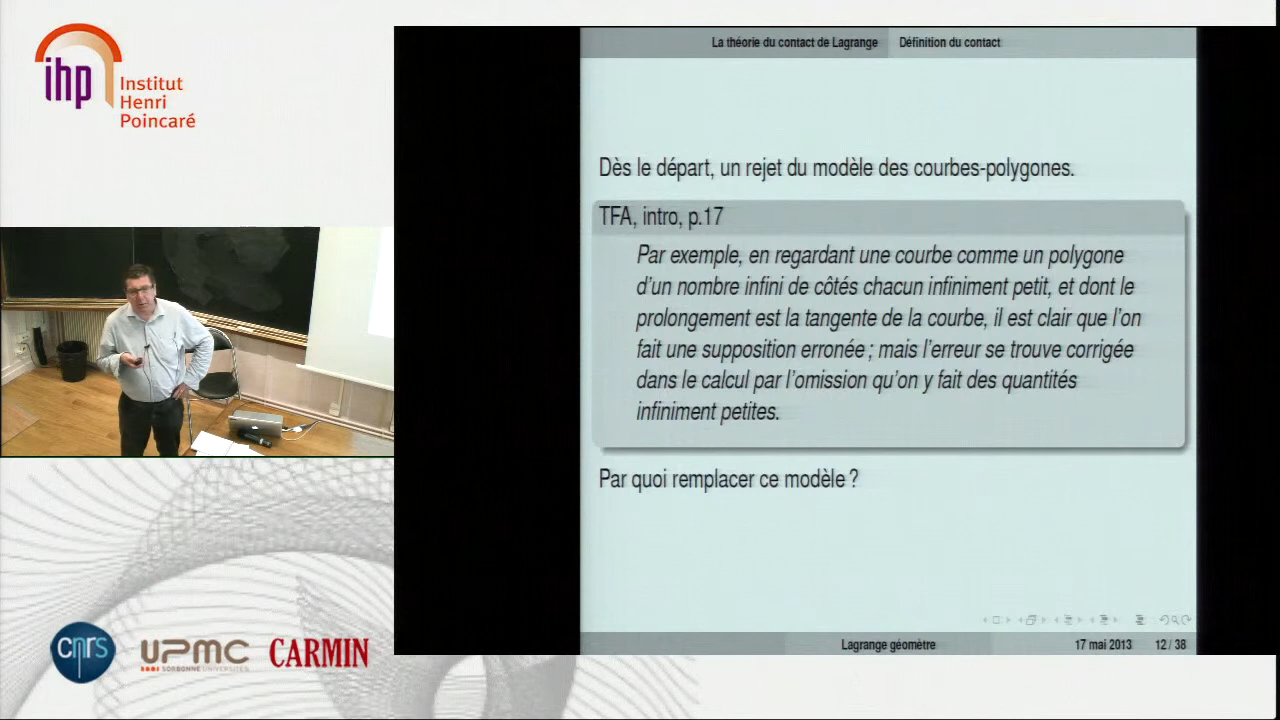 ihp
Institut
Henri
Poincaré
La théorie du contact de Lagrange
Définition du contact
Dès le départ, un rejet du modèle des courbes-polygones.
TFA, intro, p.17
Par exemple, en regardant une courbe comme un polygone
d'un nombre infini de côtés chacun infiniment petit, et dont le
prolongement est la tangente de la courbe, il est clair que l'on
fait une supposition erronée ; mais l'erreur se trouve corrigée
dans le calcul par l'omission qu'on y fait des quantités
infiniment petites.
Par quoi remplacer ce modèle ?
Lagrange géomètre
17 mai 2013
12 / 38
cnrs
UPMC
SORBONNE UNIVERSITÉS
CARMIN